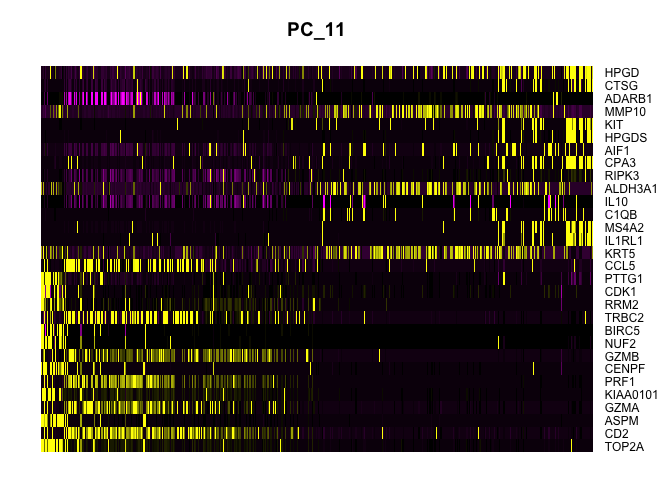 PC_11
HPGD
CTSG
ADARB1
MMP10
KIT
HPGDS
AIF1
CPA3
RIPK3
ALDH3A1
IL10
C1QB
MS4A2
IL1RL1
KRT5
CCL5
PTTG1
CDK1
RRM2
TRBC2
BIRC5
NUF2
GZMB
CENPF
PRF1
KIAA0101
GZMA
ASPM
CD2
TOP2A